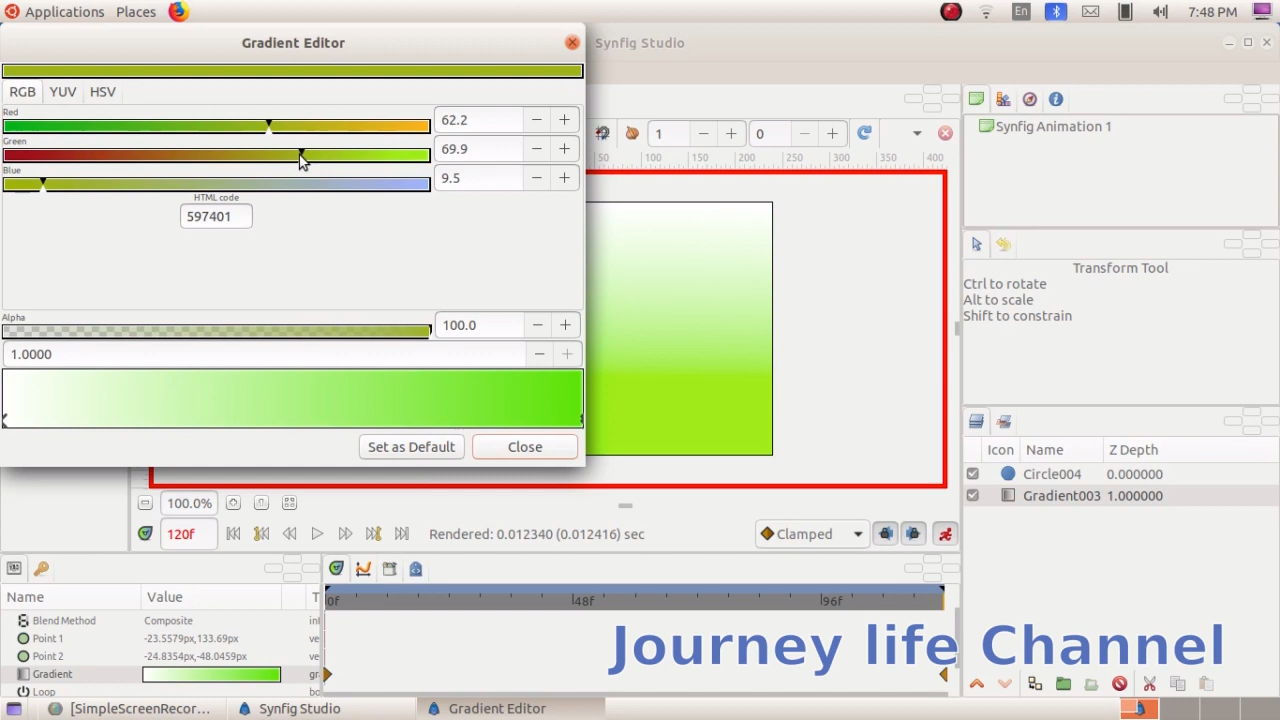 Applications Places En 7:48 PM
Gradient Editor
Synfig Studio
RGB YUV HSV
Red
62.2
Green
69.9
Blue
9.5
HTML code
597401
Alpha
100.0
1.0000
Set as Default Close
1 0
50 100 150 200 250 300 350 400
Synfig Animation 1
Transform Tool
Ctrl to rotate
Alt to scale
Shift to constrain
Icon Name Z Depth
Circle004 0.000000
Gradient003 1.000000
100.0%
120f Rendered: 0.012340 (0.012416) sec Clamped
Name Value T
Blend Method Composite
Point 1 -23.5579px,133.69px
Point 2 -24.8354px,-48.0459px
Gradient
Loop
0f 48f 96f
Journey life Channel
[SimpleScreenRecor... Synfig Studio Gradient Editor